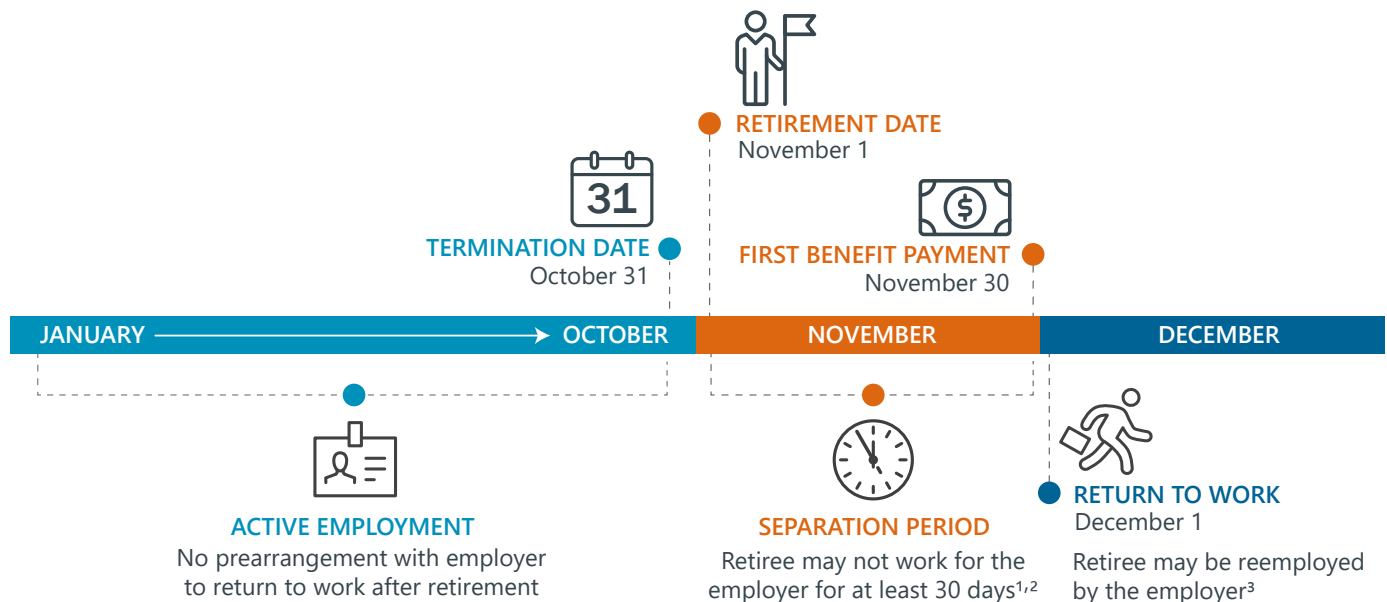 RETIREMENT DATE
November 1
31
TERMINATION DATE
October 31
$
FIRST BENEFIT PAYMENT
November 30
JANUARY OCTOBER NOVEMBER DECEMBER
ACTIVE EMPLOYMENT
No prearrangement with employer
to return to work after retirement
SEPARATION PERIOD
Retiree may not work for the
employer for at least 30 days¹,²
RETURN TO WORK
December 1
Retiree may be reemployed
by the employer³